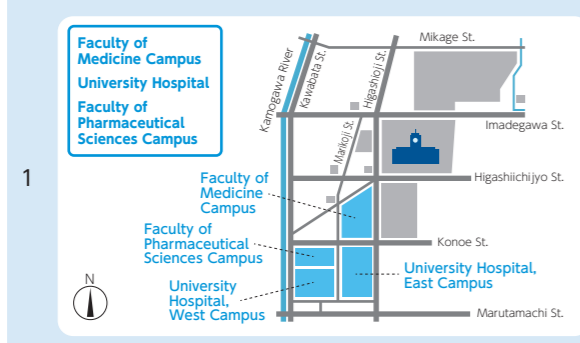 1
Faculty of
Medicine Campus
University Hospital
Faculty of
Pharmaceutical
Sciences Campus
Mikage St.
Kamogawa River
Kawabata St.
Higashioji St.
Imadegawa St.
Marikoji St.
Higashiichijyo St.
Faculty of
Medicine
Campus
Faculty of
Pharmaceutical
Sciences Campus
Konoe St.
University Hospital,
East Campus
University
Hospital,
West Campus
N
Marutamachi St.